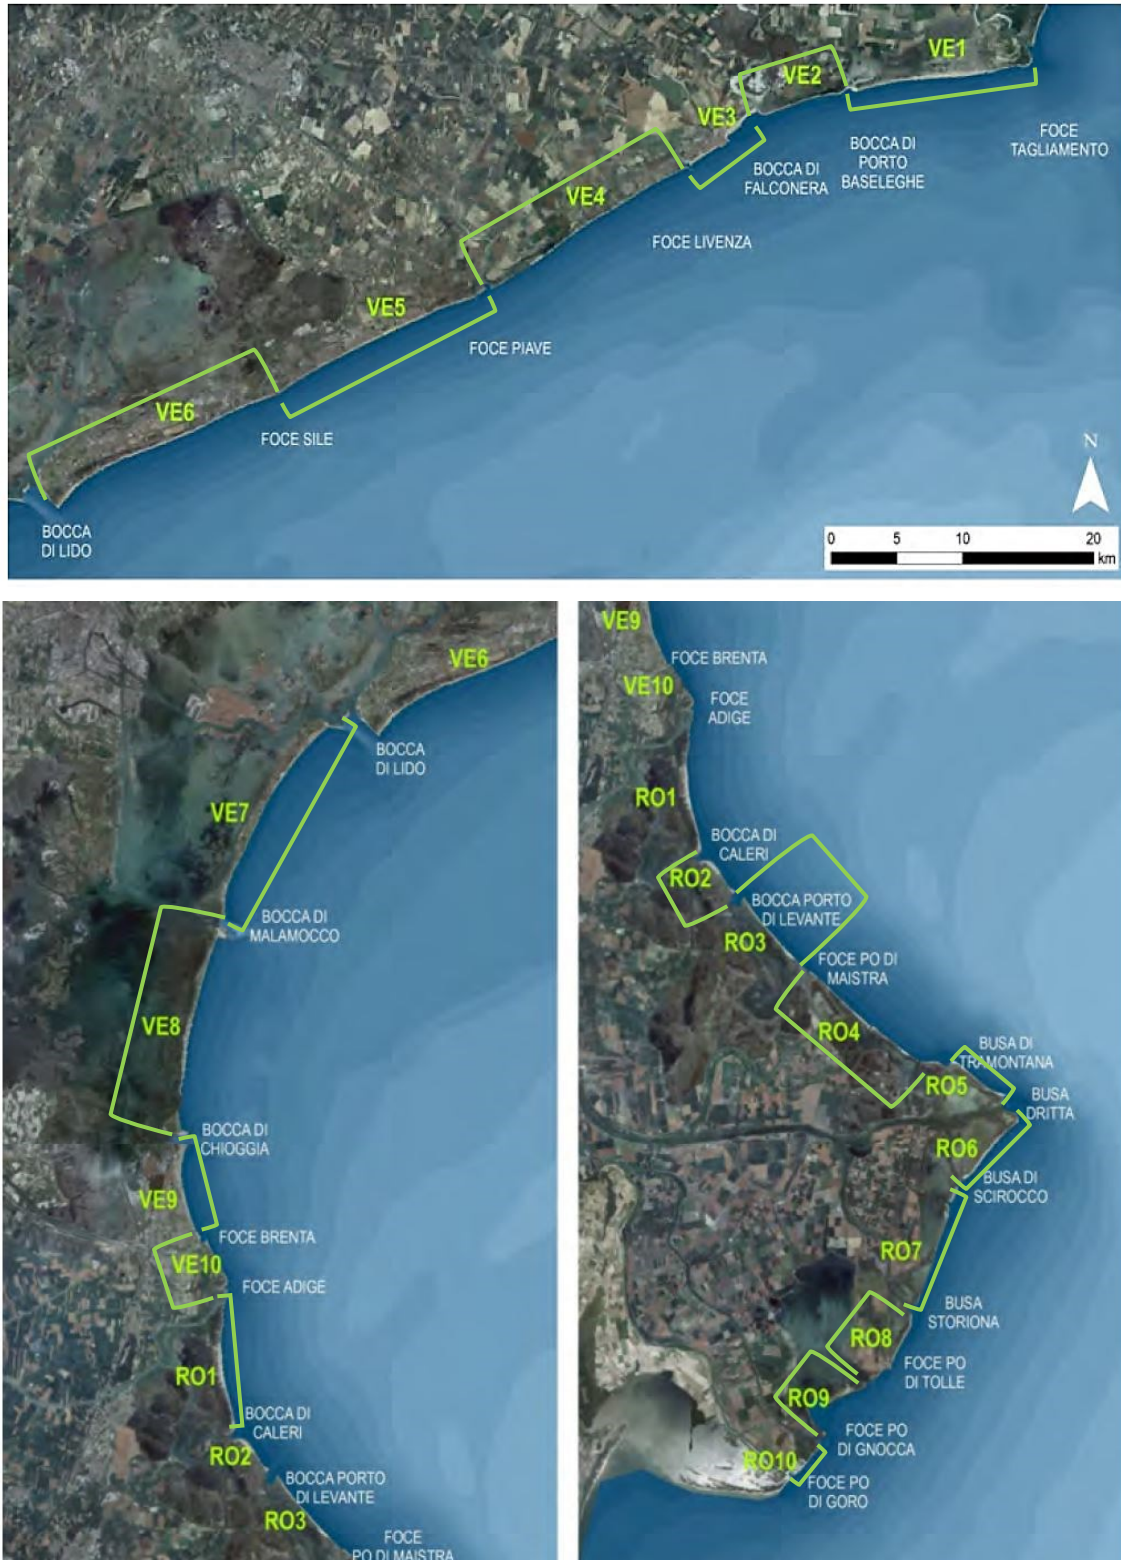 VE1
VE2
VE3
FOCE
TAGLIAMENTO
BOCCA DI
PORTO
BASELEGHE
BOCCA DI
FALCONERA
VE4
FOCE LIVENZA
VE5
FOCE PIAVE
VE6
FOCE SILE
BOCCA
DI LIDO
N
0 5 10 20
km
VE6
BOCCA
DI LIDO
VE7
BOCCA DI
MALAMOCCO
VE8
BOCCA DI
CHIOGGIA
VE9
FOCE BRENTA
VE10
FOCE ADIGE
RO1
BOCCA DI
CALERI
RO2
BOCCA PORTO
DI LEVANTE
RO3
FOCE
PO DI MAISTRA
VE9
FOCE BRENTA
VE10
FOCE
ADIGE
RO1
BOCCA DI
CALERI
RO2
BOCCA PORTO
DI LEVANTE
RO3
FOCE PO DI
MAISTRA
RO4
BUSA DI
TRAMONTANA
RO5
BUSA
DRITTA
RO6
BUSA DI
SCIROCCO
RO7
BUSA
STORIONA
RO8
FOCE PO
DI TOLLE
RO9
FOCE PO
DI GNOCCA
RO10
FOCE PO
DI GORO